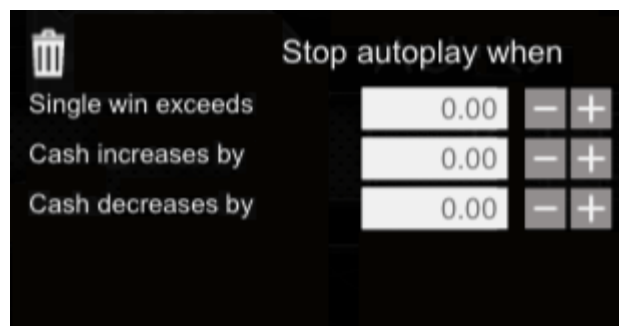 Stop autoplay when
Single win exceeds 0.00 − +
Cash increases by 0.00 − +
Cash decreases by 0.00 − +